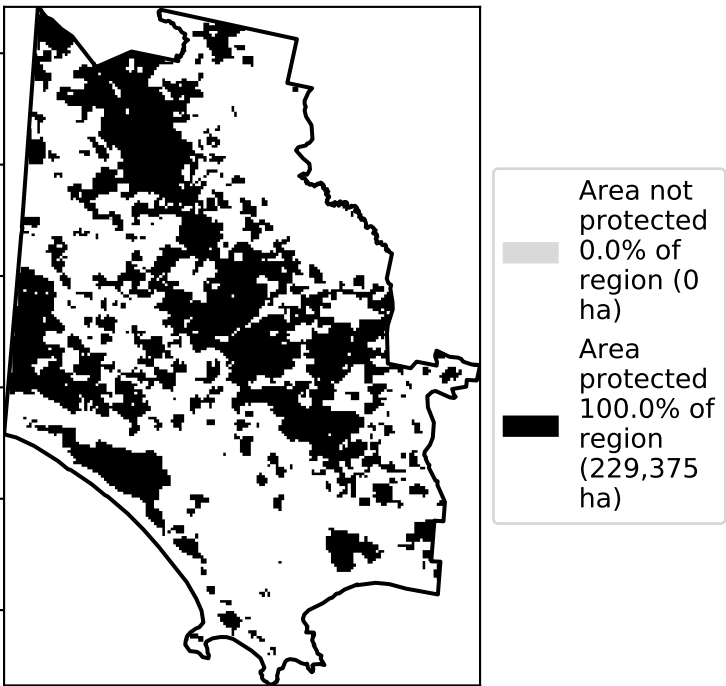 Area not
protected
0.0% of
region (0
ha)
Area
protected
100.0% of
region
(229,375
ha)